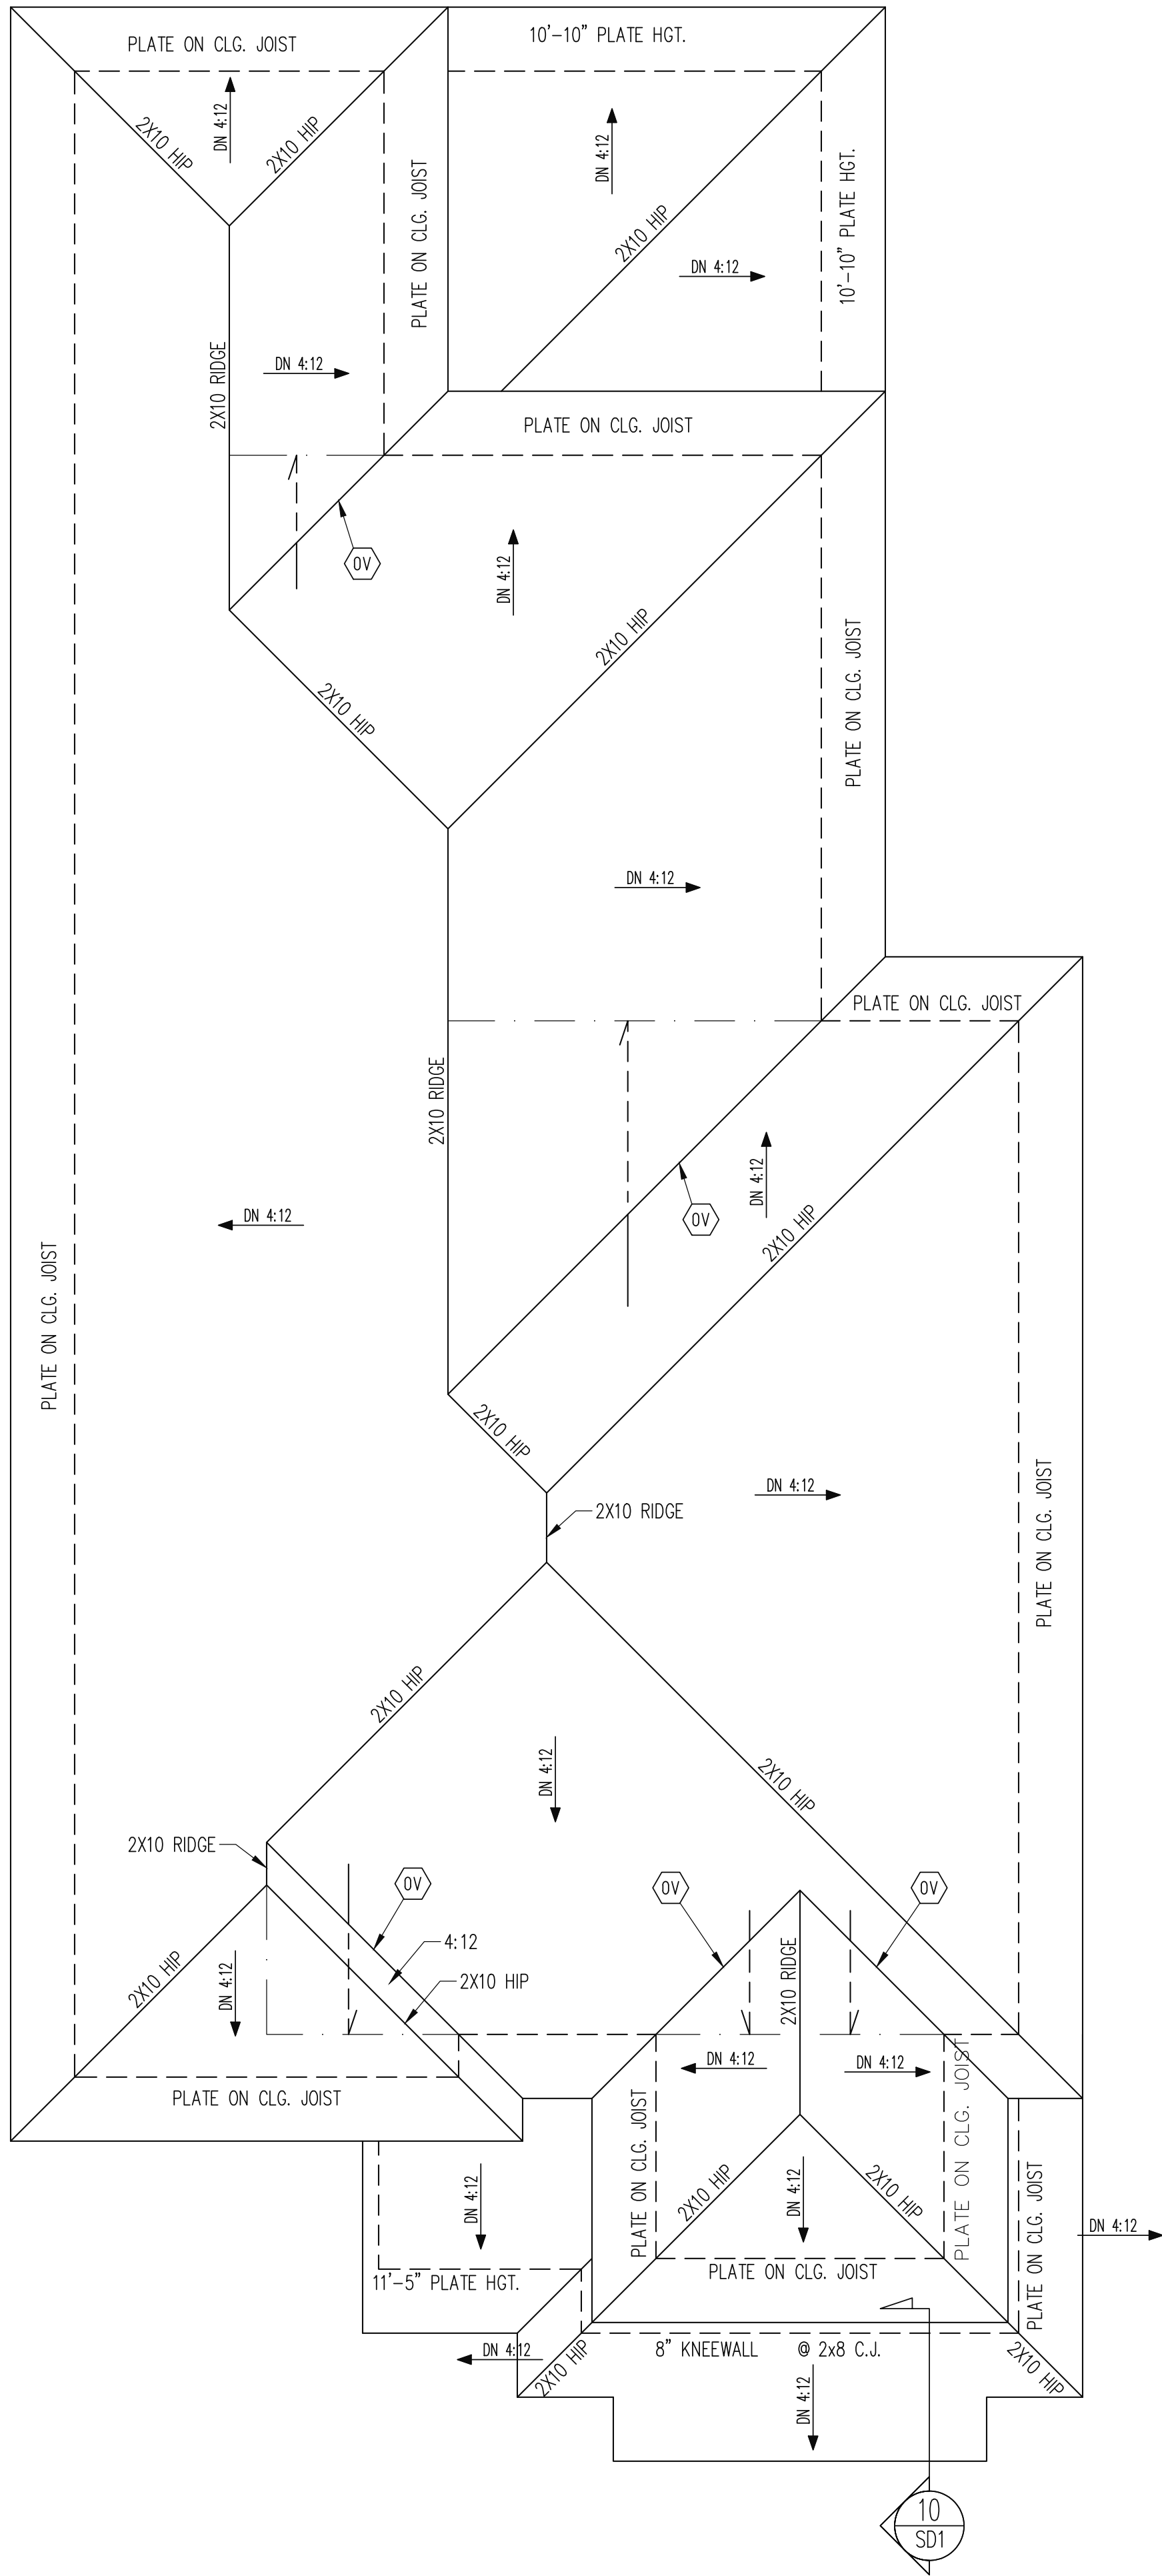 PLATE ON CLG. JOIST
10'-10" PLATE HGT.
DN 4:12
2X10 HIP
2X10 HIP
DN 4:12
PLATE ON CLG. JOIST
2X10 HIP
10'-10" PLATE HGT.
DN 4:12
2X10 RIDGE
DN 4:12
PLATE ON CLG. JOIST
OV
DN 4:12
2X10 HIP
2X10 HIP
PLATE ON CLG. JOIST
DN 4:12
PLATE ON CLG. JOIST
2X10 RIDGE
DN 4:12
OV
2X10 HIP
DN 4:12
PLATE ON CLG. JOIST
2X10 HIP
DN 4:12
2X10 RIDGE
PLATE ON CLG. JOIST
2X10 HIP
DN 4:12
2X10 HIP
2X10 RIDGE
OV
OV
OV
4:12
2X10 HIP
2X10 HIP
DN 4:12
2X10 RIDGE
DN 4:12
DN 4:12
PLATE ON CLG. JOIST
PLATE ON CLG. JOIST
PLATE ON CLG. JOIST
2X10 HIP
DN 4:12
2X10 HIP
PLATE ON CLG. JOIST
DN 4:12
DN 4:12
PLATE ON CLG. JOIST
11'-5" PLATE HGT.
DN 4:12
2X10 HIP
8" KNEEWALL @ 2x8 C.J.
2X10 HIP
DN 4:12
10
SD1